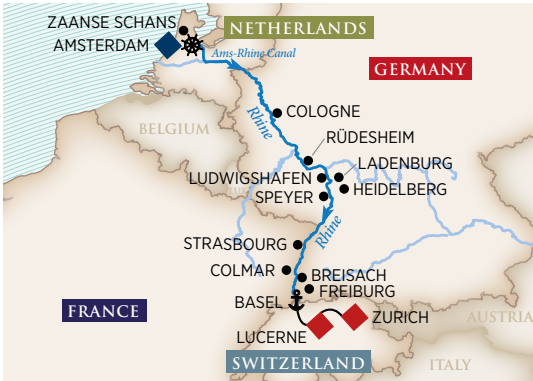 ZAANSE SCHANS
NETHERLANDS
AMSTERDAM
Ams-Rhine Canal
GERMANY
Rhine
COLOGNE
BELGIUM
RÜDESHEIM
LADENBURG
LUDWIGSHAFEN
HEIDELBERG
SPEYER
Rhine
STRASBOURG
COLMAR
BREISACH
FREIBURG
BASEL
FRANCE
ZURICH
AUSTRIA
LUCERNE
SWITZERLAND
ITALY